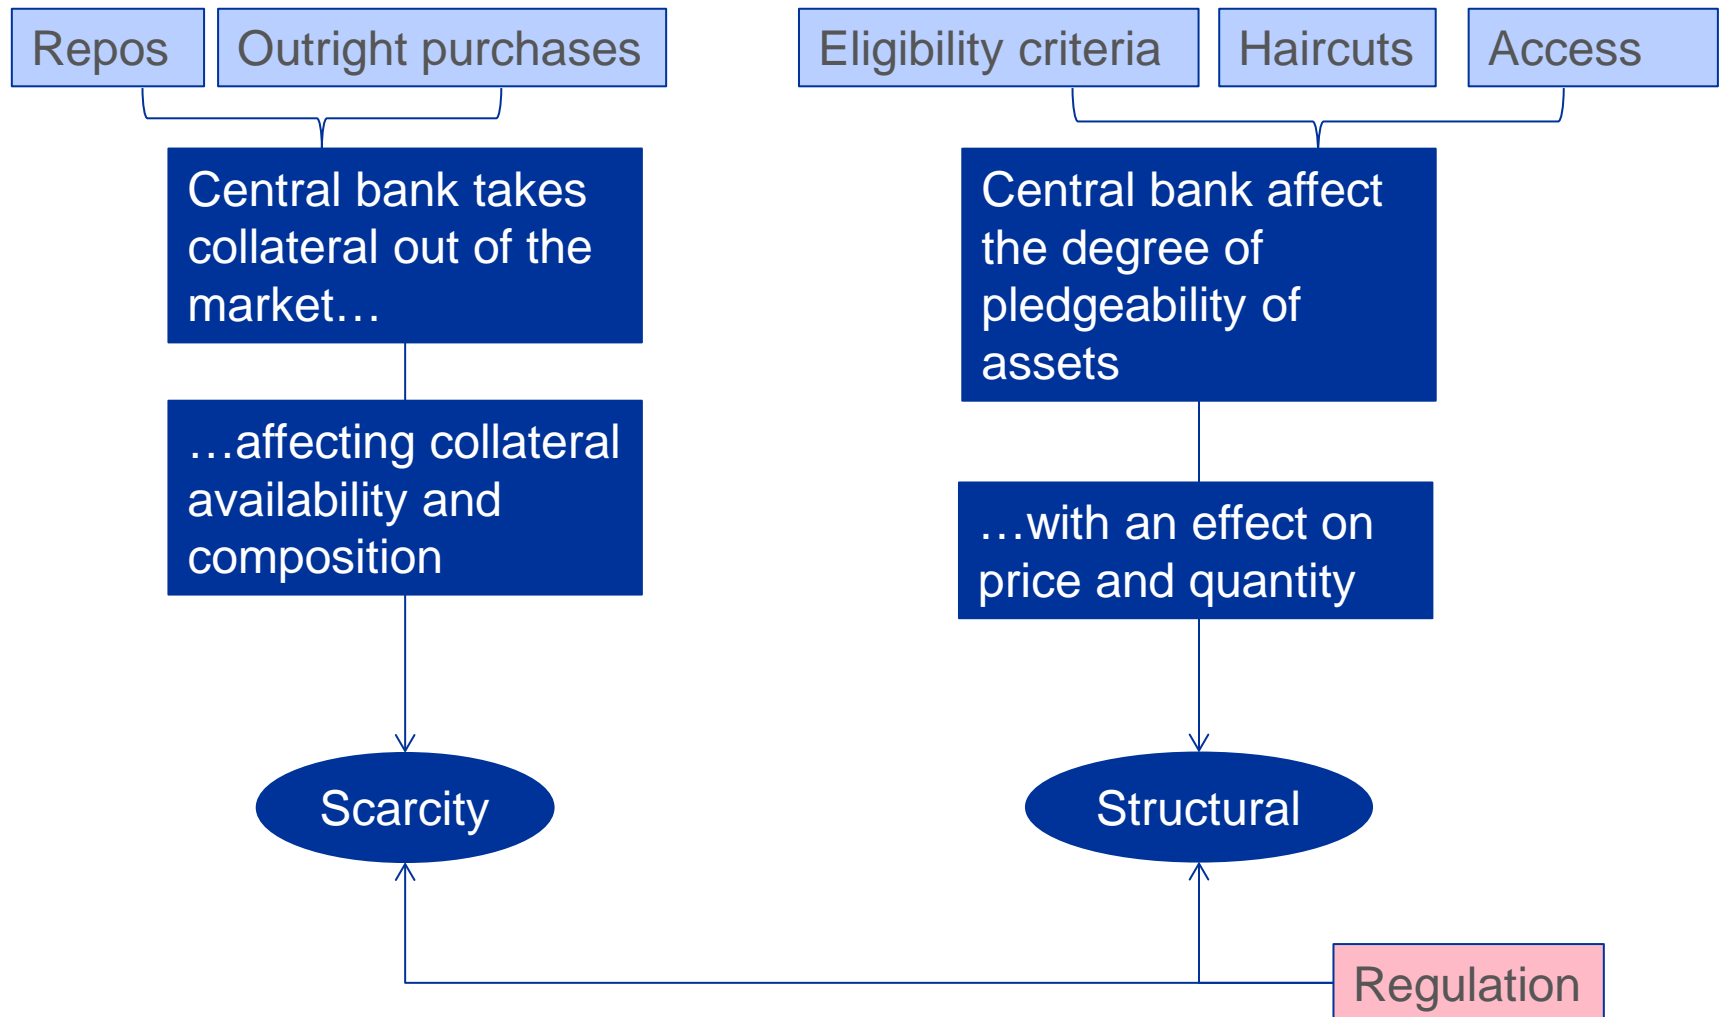 Repos
Outright purchases
Eligibility criteria
Haircuts
Access
Central bank takes
collateral out of the
market…
Central bank affect
the degree of
pledgeability of
assets
…affecting collateral
availability and
composition
…with an effect on
price and quantity
Scarcity
Structural
Regulation